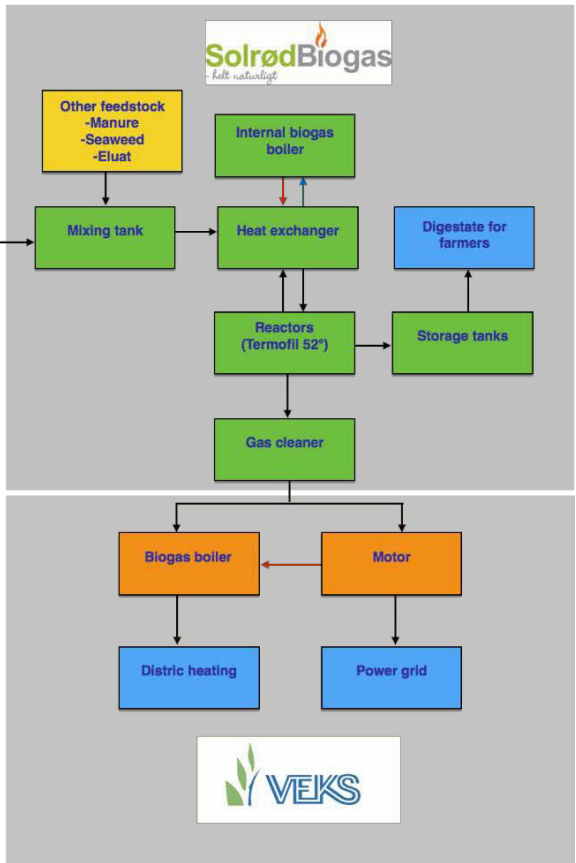 SolrødBiogas
- helt naturligt
Other feedstock
-Manure
-Seaweed
-Eluat
Internal biogas
boiler
Mixing tank
Heat exchanger
Digestate for
farmers
Reactors
(Termofil 52°)
Storage tanks
Gas cleaner
Biogas boiler
Motor
Distric heating
Power grid
VEKS